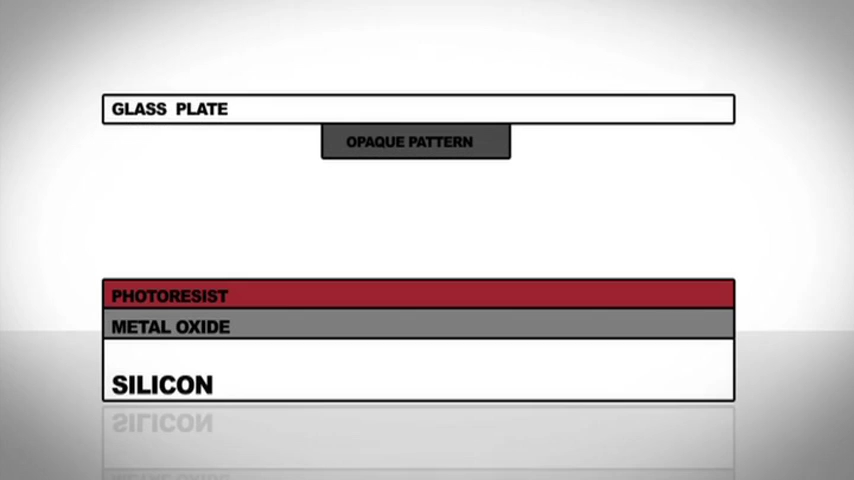 GLASS PLATE
OPAQUE PATTERN
PHOTORESIST
METAL OXIDE
SILICON